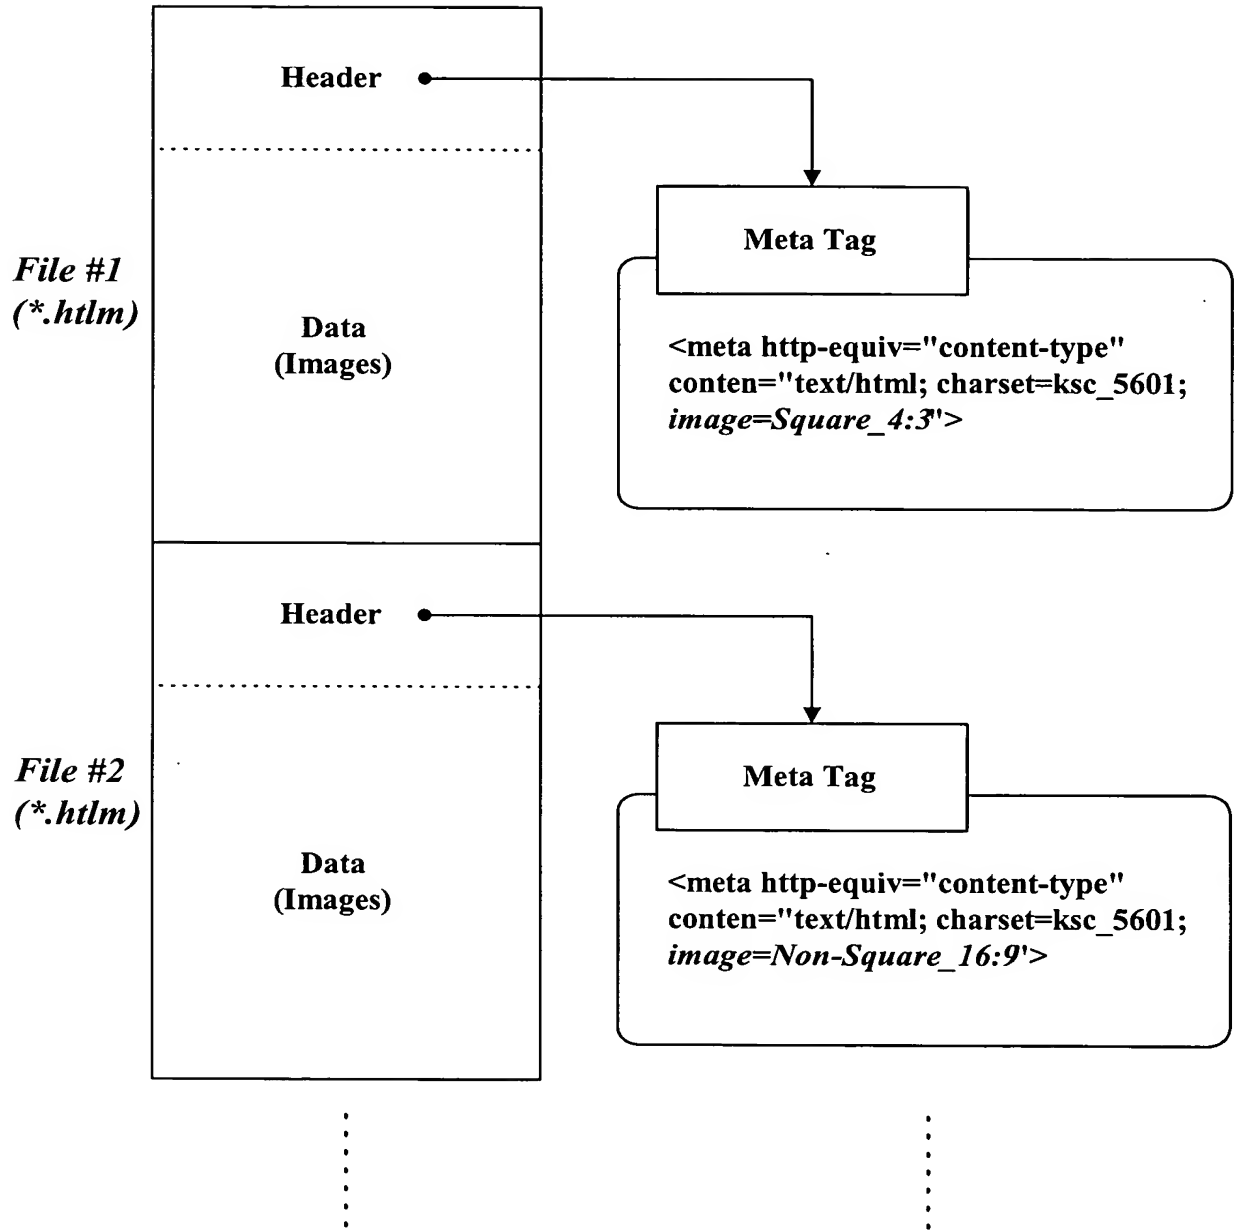 Header
Meta Tag
File #1
(*.htlm)
Data
(Images)
<meta http-equiv="content-type"
conten="text/html; charset=ksc_5601;
image=Square_4:3">
Header
Meta Tag
File #2
(*.htlm)
Data
(Images)
<meta http-equiv="content-type"
conten="text/html; charset=ksc_5601;
image=Non-Square_16:9'>